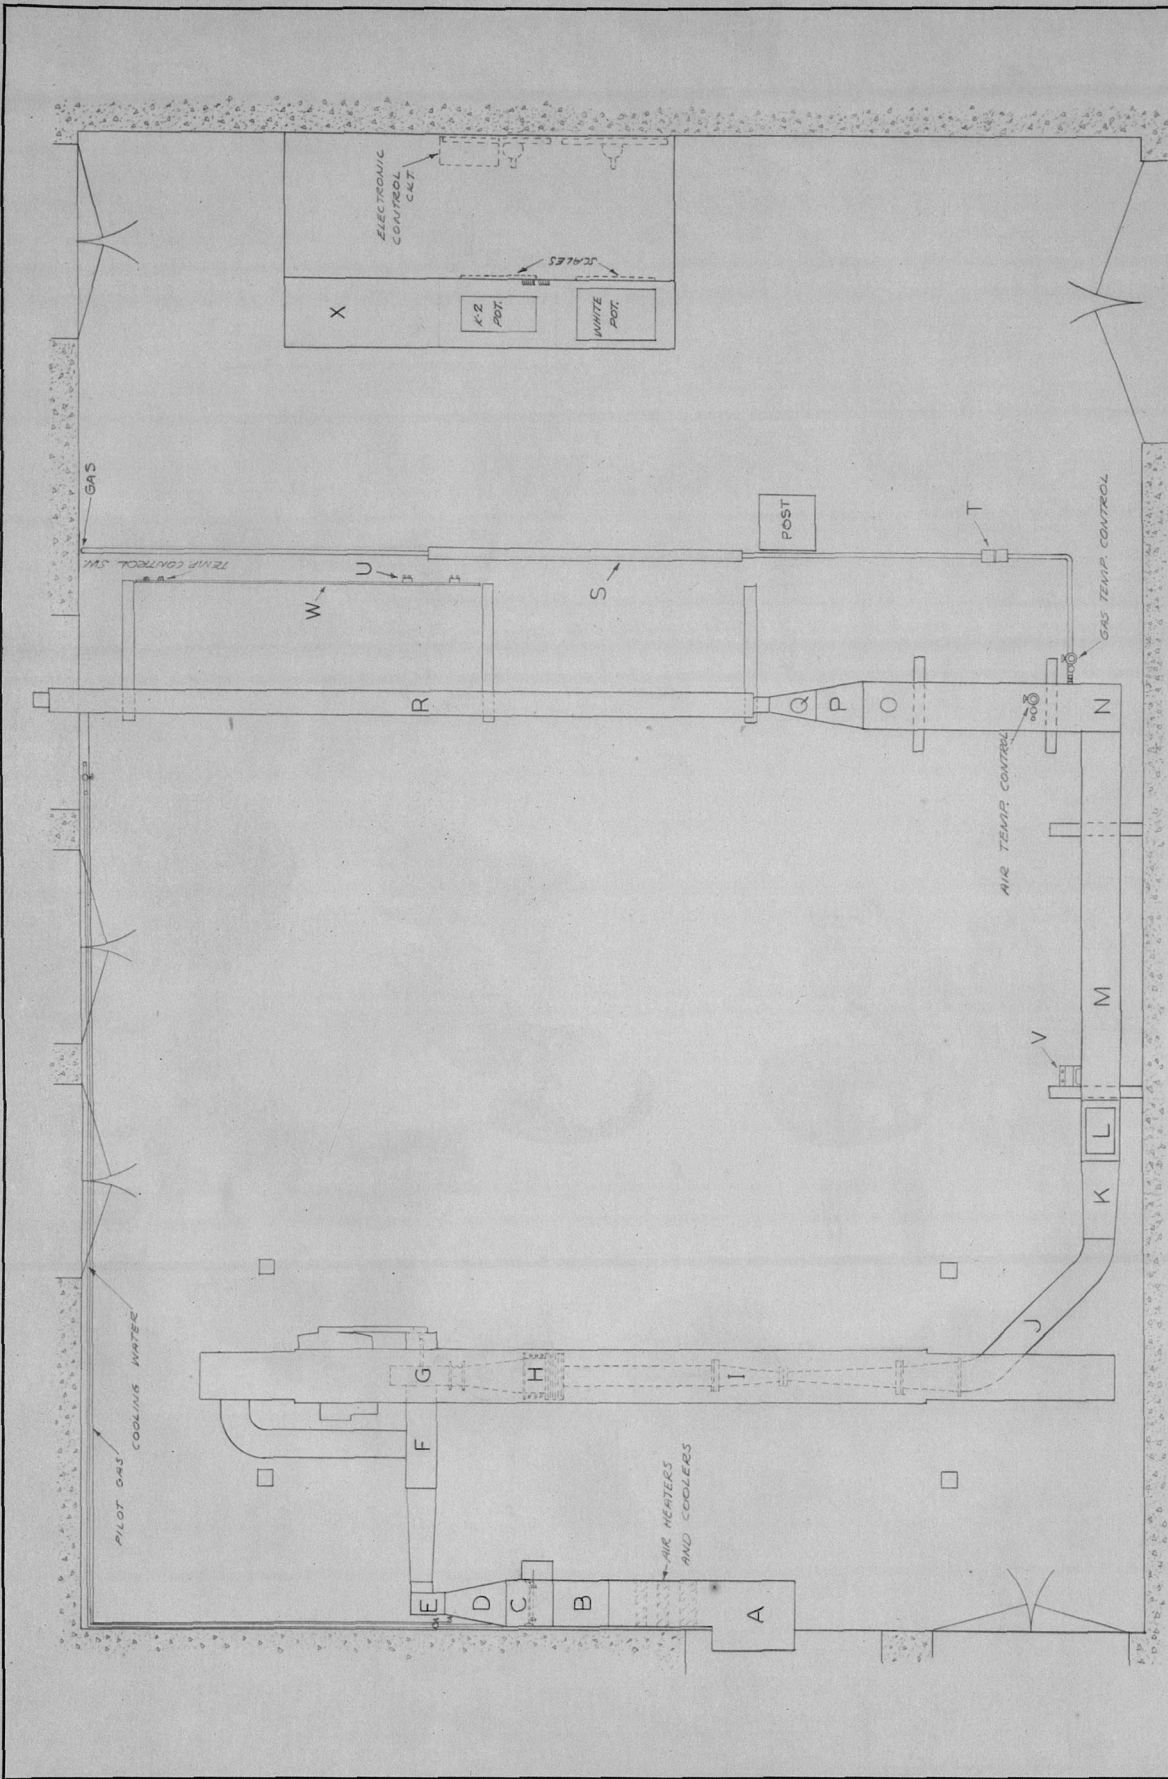 ELECTRONIC
CONTROL
CKT.
SCALES
X
K-2
POT.
WHITE
POT.
GAS
TEMP. CONTROL SW.
U
W
S
POST
T
GAS TEMP. CONTROL
R
Q
P
O
N
AIR TEMP. CONTROL
M
V
L
K
J
COOLING WATER
PILOT GAS
G
H
I
F
AIR HEATERS
AND COOLERS
E
D
C
B
A